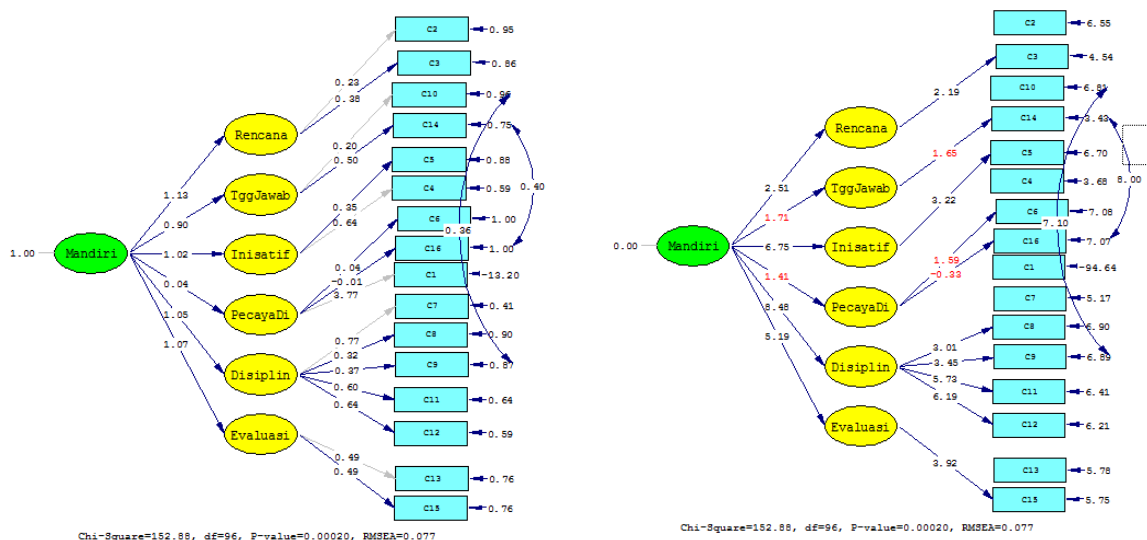 C2
0.95
C3
0.86
0.23
0.38
C10
0.96
C14
0.75
Rencana
0.20
0.50
C5
0.88
C4
0.59
0.40
1.13
TggJawab
0.35
0.64
C6
1.00
0.90
0.36
1.00
Mandiri
1.02
Inisatif
C16
1.00
0.04
0.04
-0.01
3.77
C1
-13.20
1.05
PecayaDi
C7
0.41
1.07
0.77
C8
0.90
0.32
0.37
C9
0.87
Disiplin
0.60
0.64
C11
0.64
C12
0.59
Evaluasi
0.49
0.49
C13
0.76
C15
0.76
Chi-Square=152.88, df=96, P-value=0.00020, RMSEA=0.077
C2
6.55
C3
4.54
C10
2.19
C14
3.43
Rencana
1.65
C5
6.70
C4
3.68
8.00
2.51
TggJawab
3.22
C6
7.08
1.71
7.10
0.00
Mandiri
6.75
Inisatif
C16
7.07
1.59
-0.33
1.41
C1
-94.64
8.48
PecayaDi
C7
5.17
5.19
C8
6.90
3.01
3.45
C9
6.89
Disiplin
5.73
6.19
C11
6.41
C12
6.21
Evaluasi
3.92
C13
5.78
C15
5.75
Chi-Square=152.88, df=96, P-value=0.00020, RMSEA=0.077